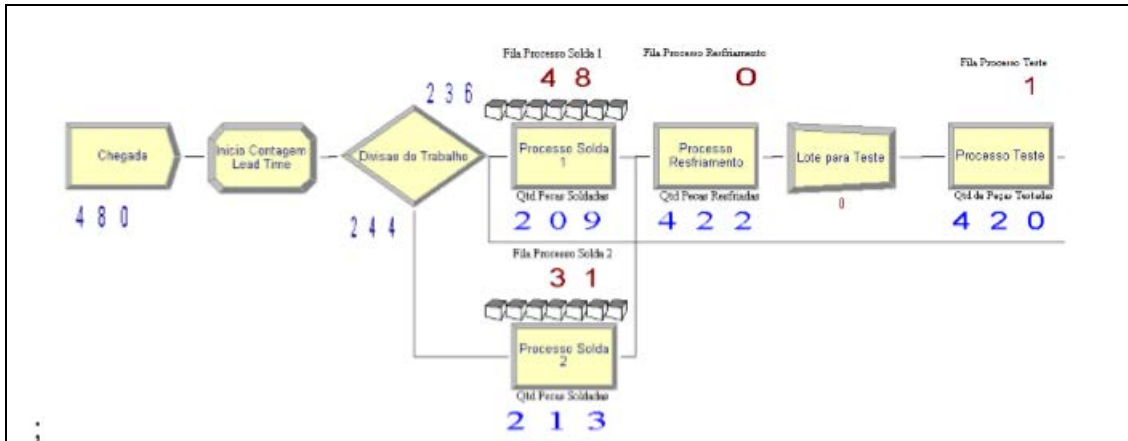 Fila Processo Solda 1
4 8
Fila Processo Resfriamento
0
Fila Processo Teste
1
2 3 6
Chegada
Inicio Contagem
Lead Time
Divisao do Trabalho
Processo Solda
1
Processo
Resfriamento
Lote para Teste
Processo Teste
4 8 0
2 4 4
Qtd Pecas Soldadas
2 0 9
Qtd Pecas Resfriadas
4 2 2
0
Qtd de Peças Testadas
4 2 0
Fila Processo Solda 2
3 1
Processo Solda
2
Qtd Pecas Soldadas
2 1 3
;